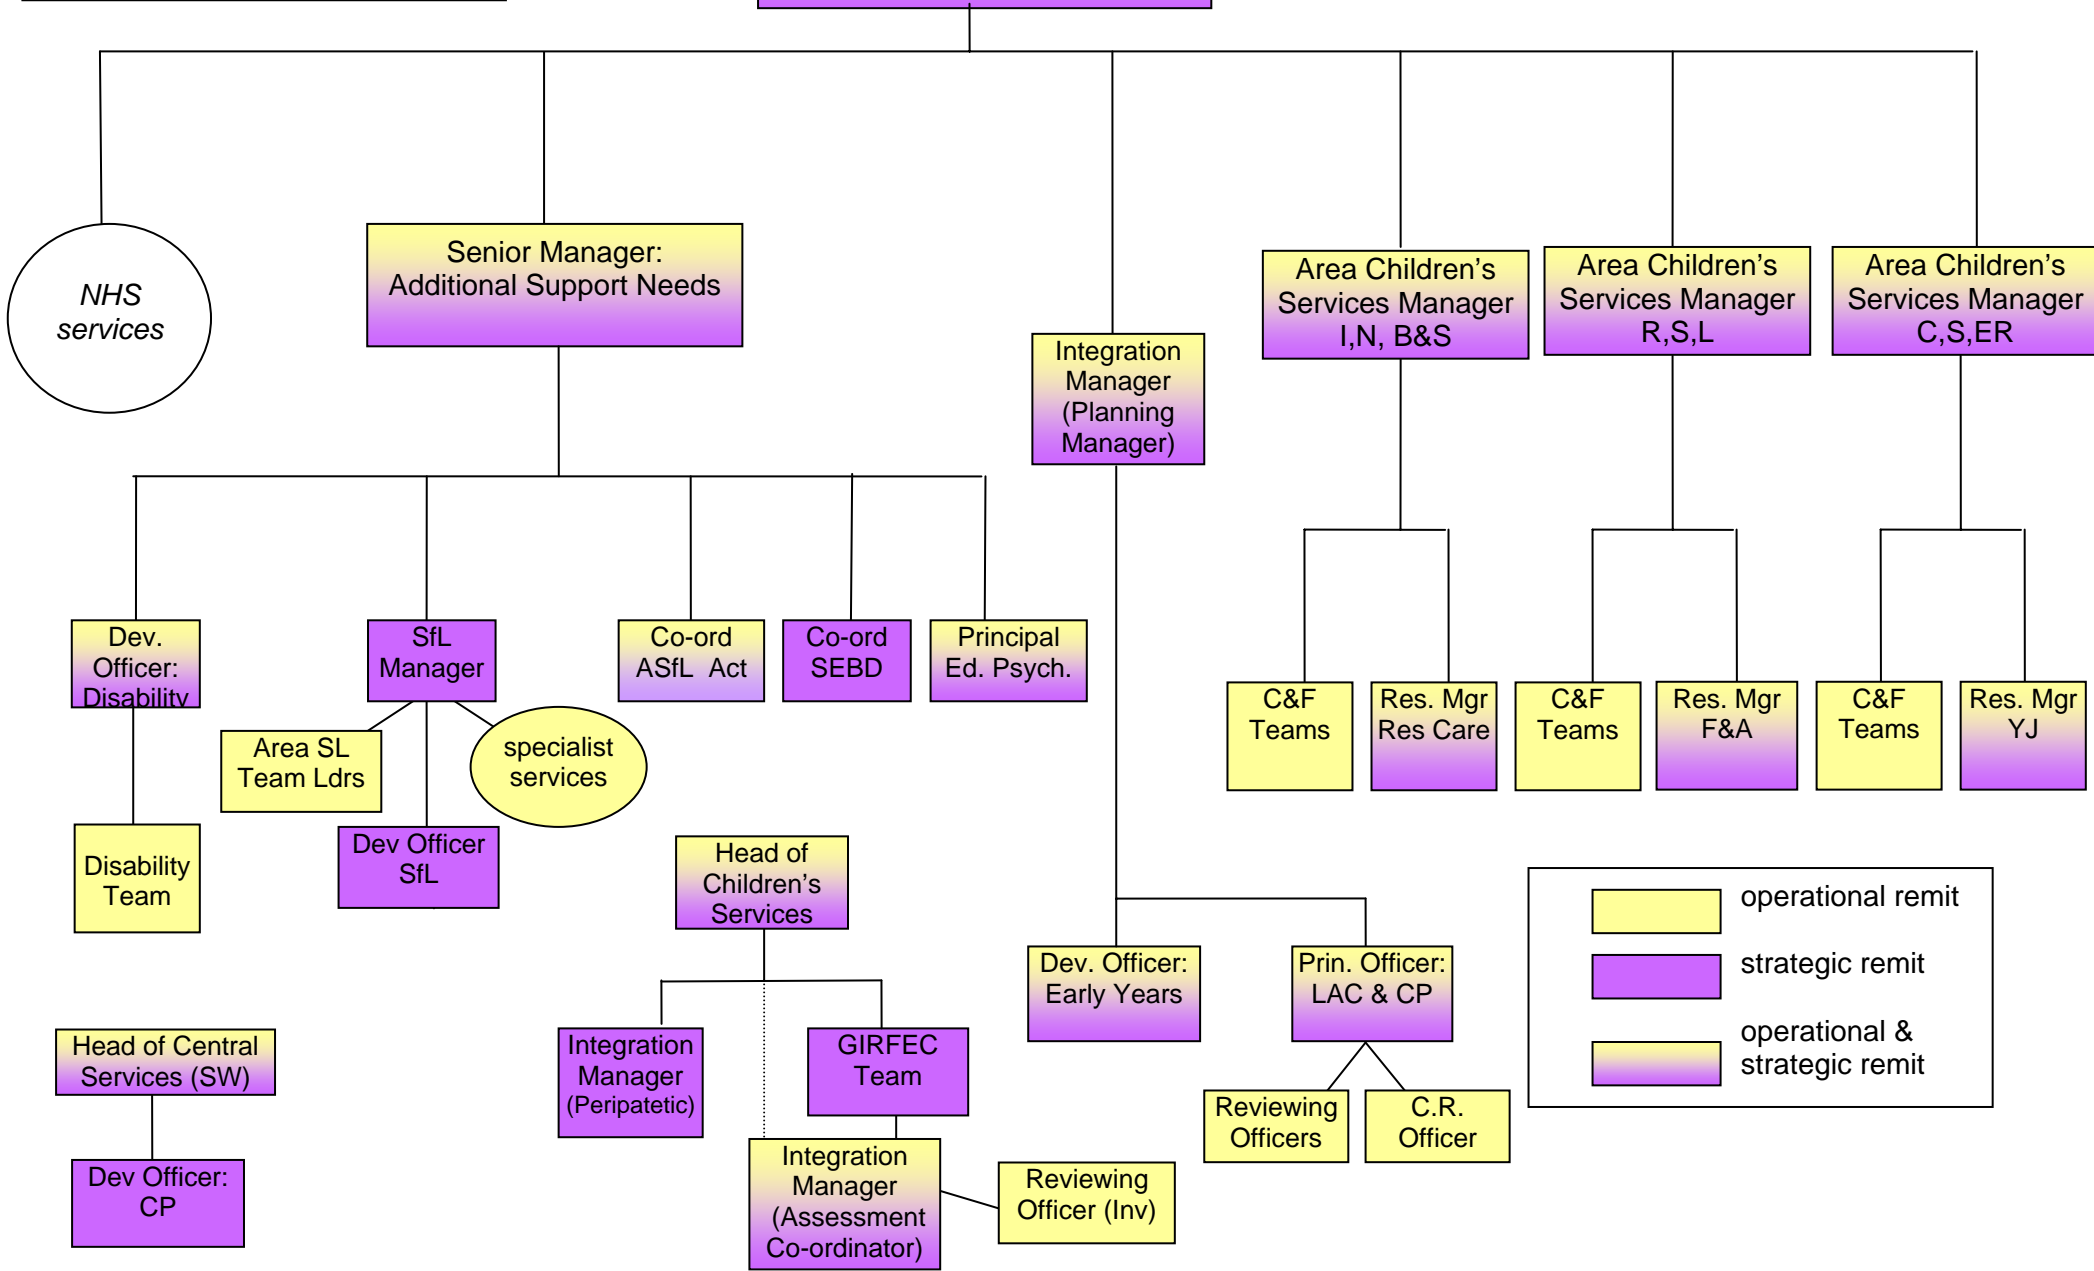 NHS
services
Senior Manager:
Additional Support Needs
Integration
Manager
(Planning
Manager)
Area Children's
Services Manager
I,N, B&S
Area Children's
Services Manager
R,S,L
Area Children's
Services Manager
C,S,ER
Dev.
Officer:
Disability
SfL
Manager
Co-ord
ASfL Act
Co-ord
SEBD
Principal
Ed. Psych.
C&F
Teams
Res. Mgr
Res Care
C&F
Teams
Res. Mgr
F&A
C&F
Teams
Res. Mgr
YJ
Area SL
Team Ldrs
specialist
services
Disability
Team
Dev Officer
SfL
Head of
Children's
Services
Dev. Officer:
Early Years
Prin. Officer:
LAC & CP
operational remit
strategic remit
operational &
strategic remit
Head of Central
Services (SW)
Integration
Manager
(Peripatetic)
GIRFEC
Team
Reviewing
Officers
C.R.
Officer
Dev Officer:
CP
Integration
Manager
(Assessment
Co-ordinator)
Reviewing
Officer (Inv)